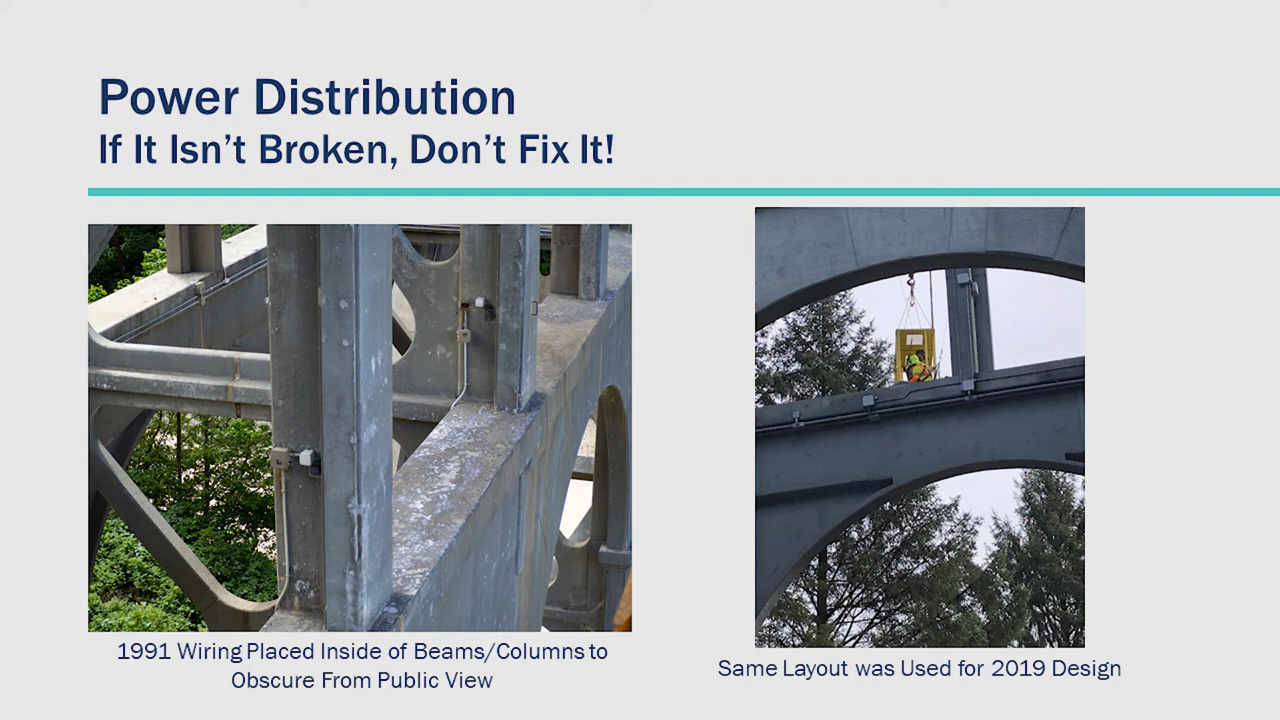 Power Distribution
If It Isn't Broken, Don't Fix It!
1991 Wiring Placed Inside of Beams/Columns to
Obscure From Public View
Same Layout was Used for 2019 Design